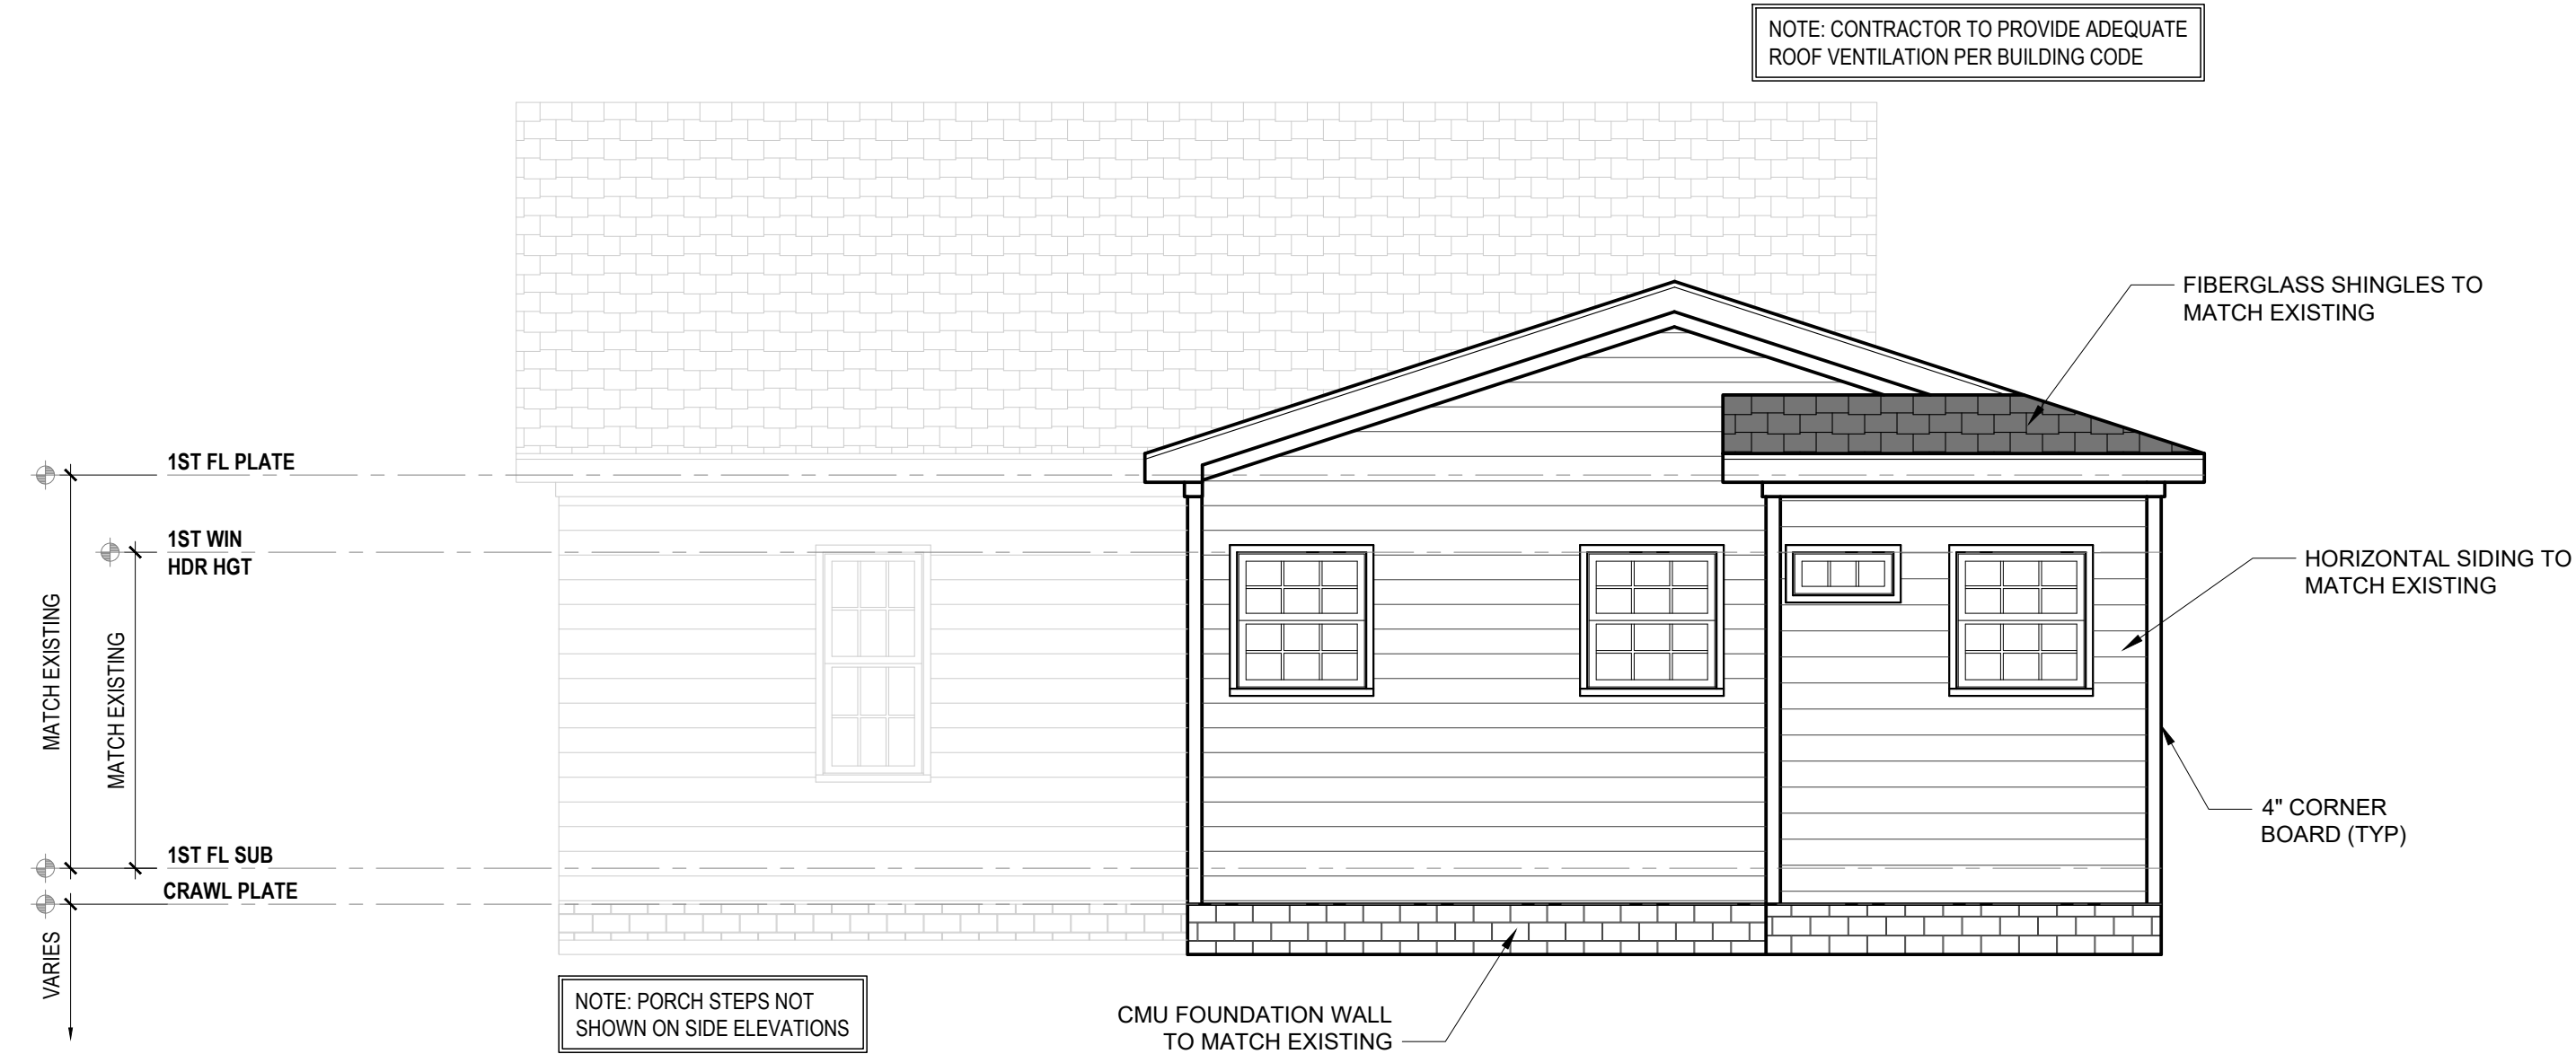 NOTE: CONTRACTOR TO PROVIDE ADEQUATE
ROOF VENTILATION PER BUILDING CODE
FIBERGLASS SHINGLES TO
MATCH EXISTING
1ST FL PLATE
1ST WIN
HDR HGT
HORIZONTAL SIDING TO
MATCH EXISTING
MATCH EXISTING
MATCH EXISTING
4" CORNER
BOARD (TYP)
1ST FL SUB
CRAWL PLATE
VARIES
NOTE: PORCH STEPS NOT
SHOWN ON SIDE ELEVATIONS
CMU FOUNDATION WALL
TO MATCH EXISTING